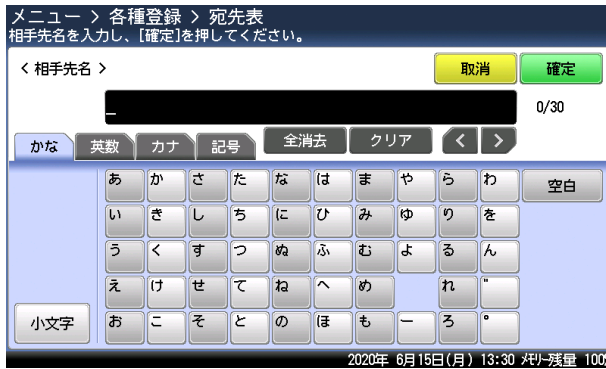 メニュー > 各種登録 > 宛先表
相手先名を入力し、[確定]を押してください。
< 相手先名 >
取消
確定
_
0/30
かな 英数 カナ 記号 全消去 クリア < >
あ か さ た な は ま や ら わ 空白
い き し ち に ひ み ゆ り を
う く す つ ぬ ふ む よ る ん
え け せ て ね へ め れ ゛
小文字 お こ そ と の ほ も ー ろ ゜
2020年 6月15日(月) 13:30 メモリー残量 100%